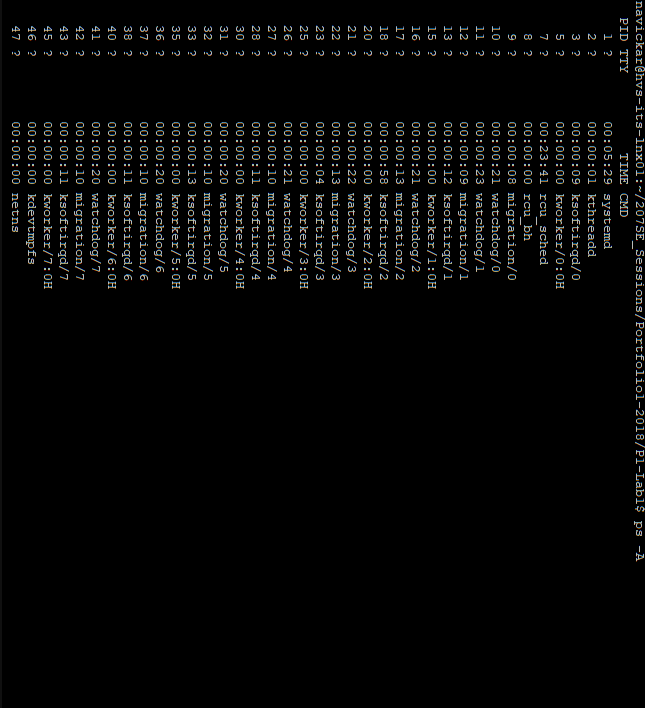 navickar@hvs-its-lnx01:~/207SE_Sessions/Portfolio1-2018/P1-Lab1$ ps -A
PID TTY TIME CMD
1 ? 00:05:29 systemd
2 ? 00:00:01 kthreadd
3 ? 00:00:09 ksoftirqd/0
5 ? 00:00:00 kworker/0:0H
7 ? 00:23:41 rcu_sched
8 ? 00:00:00 rcu_bh
9 ? 00:00:08 migration/0
10 ? 00:00:21 watchdog/0
11 ? 00:00:23 watchdog/1
12 ? 00:00:09 migration/1
13 ? 00:00:12 ksoftirqd/1
15 ? 00:00:00 kworker/1:0H
16 ? 00:00:21 watchdog/2
17 ? 00:00:13 migration/2
18 ? 00:00:58 ksoftirqd/2
20 ? 00:00:00 kworker/2:0H
21 ? 00:00:22 watchdog/3
22 ? 00:00:13 migration/3
23 ? 00:00:04 ksoftirqd/3
25 ? 00:00:00 kworker/3:0H
26 ? 00:00:21 watchdog/4
27 ? 00:00:10 migration/4
28 ? 00:00:11 ksoftirqd/4
30 ? 00:00:00 kworker/4:0H
31 ? 00:00:20 watchdog/5
32 ? 00:00:10 migration/5
33 ? 00:00:13 ksoftirqd/5
35 ? 00:00:00 kworker/5:0H
36 ? 00:00:20 watchdog/6
37 ? 00:00:10 migration/6
38 ? 00:00:11 ksoftirqd/6
40 ? 00:00:00 kworker/6:0H
41 ? 00:00:20 watchdog/7
42 ? 00:00:10 migration/7
43 ? 00:00:11 ksoftirqd/7
45 ? 00:00:00 kworker/7:0H
46 ? 00:00:00 kdevtmpfs
47 ? 00:00:00 netns